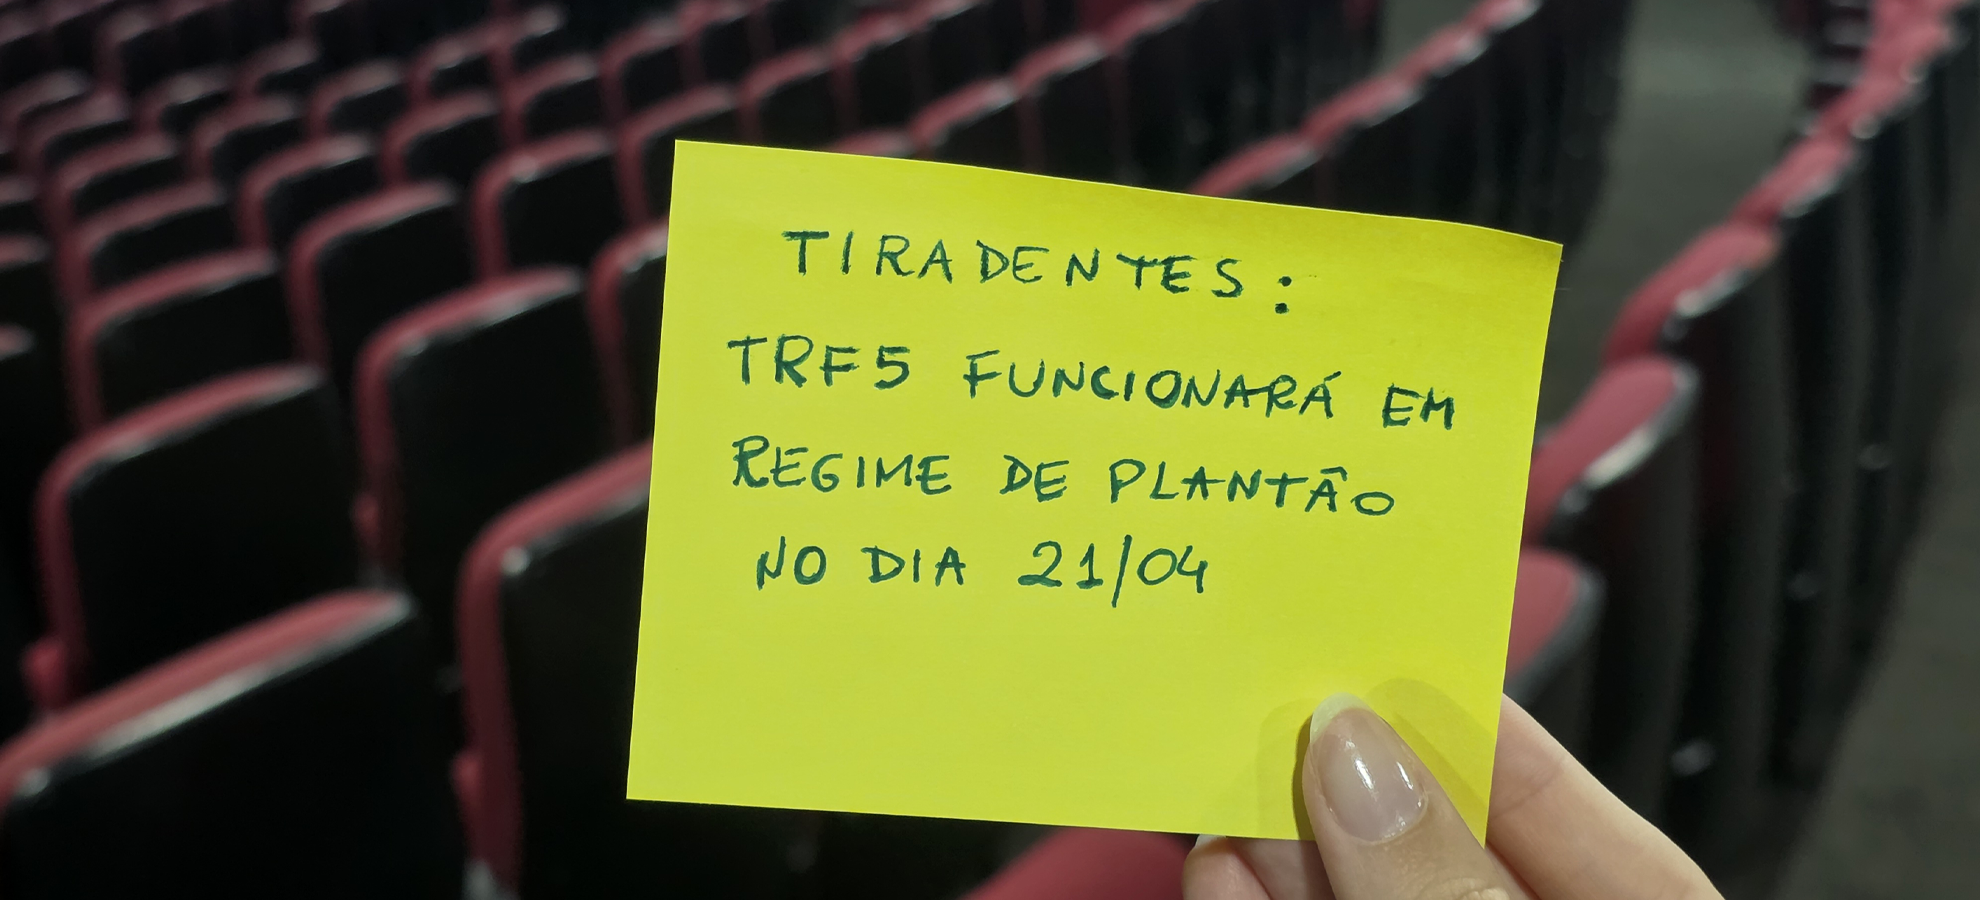 TIRADENTES:
TRF5 FUNCIONARÁ EM
REGIME DE PLANTÃO
NO DIA 21/04